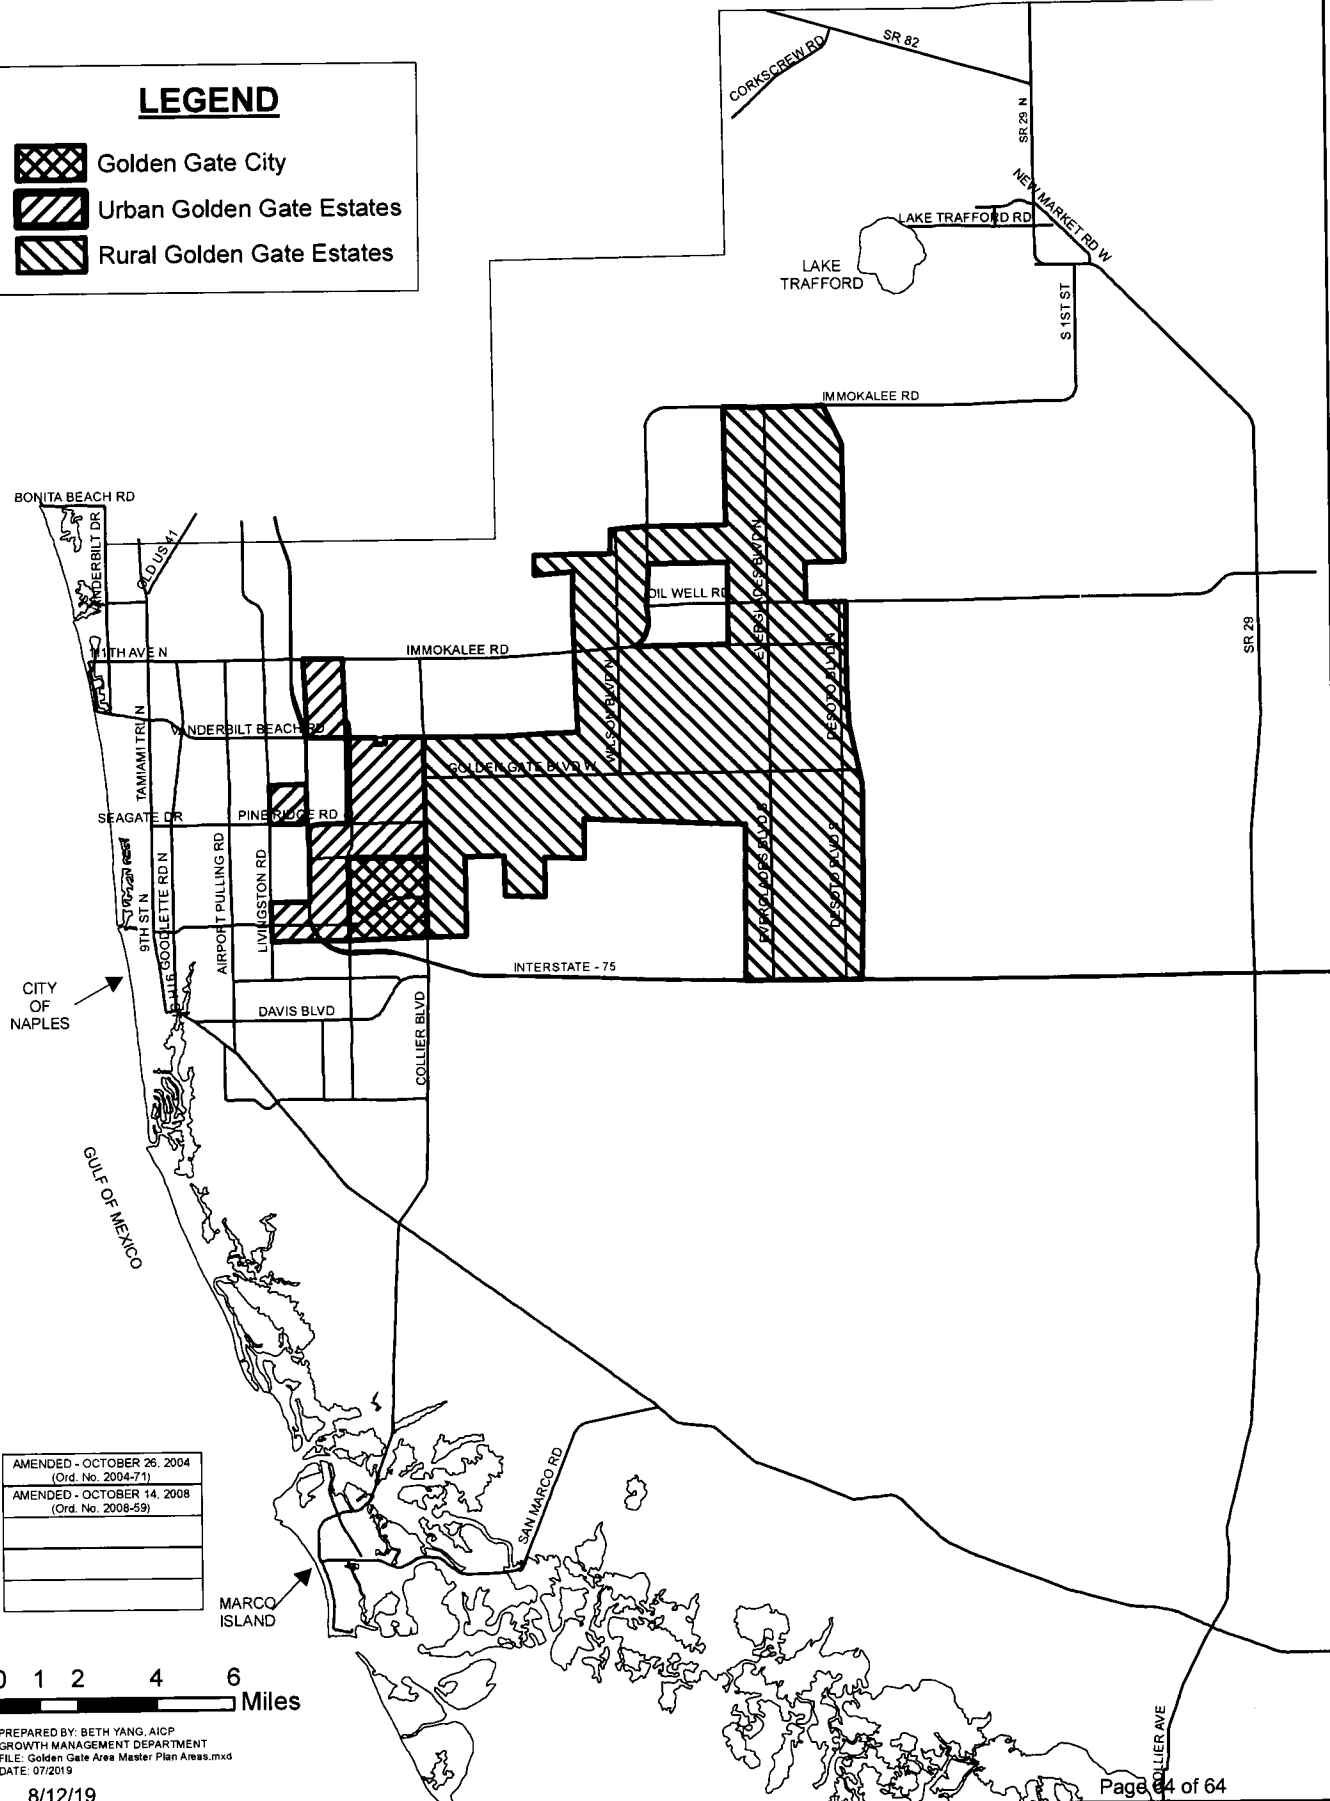 SR 82
CORKSCREW RD
LEGEND
Golden Gate City
Urban Golden Gate Estates
Rural Golden Gate Estates
SR 29 N
NEW MARKET RD W
LAKE TRAFFORD RD
LAKE
TRAFFORD
S 1ST ST
IMMOKALEE RD
BONITA BEACH RD
VANDERBILT DR
OLD US 41
EVERGLADES BLVD N
OIL WELL RD
111TH AVE N
IMMOKALEE RD
SR 29
WILSON BLVD N
DESOTO BLVD N
TAMIAMI TRL N
VANDERBILT BEACH RD
GOLDEN GATE BLVD W
SEAGATE DR
PINE RIDGE RD
EVERGLADES BLVD S
DESOTO BLVD S
9TH ST N
GOODLETTE RD N
AIRPORT PULLING RD
LIVINGSTON RD
INTERSTATE - 75
CITY
OF
NAPLES
DAVIS BLVD
COLLIER BLVD
GULF OF MEXICO
SAN MARCO RD
AMENDED - OCTOBER 26, 2004
(Ord. No. 2004-71)
AMENDED - OCTOBER 14, 2008
(Ord. No. 2008-59)
MARCO
ISLAND
0 1 2 4 6
Miles
PREPARED BY: BETH YANG, AICP
GROWTH MANAGEMENT DEPARTMENT
FILE: Golden Gate Area Master Plan Areas.mxd
DATE: 07/2019
8/12/19
COLLIER AVE
Page 64 of 64